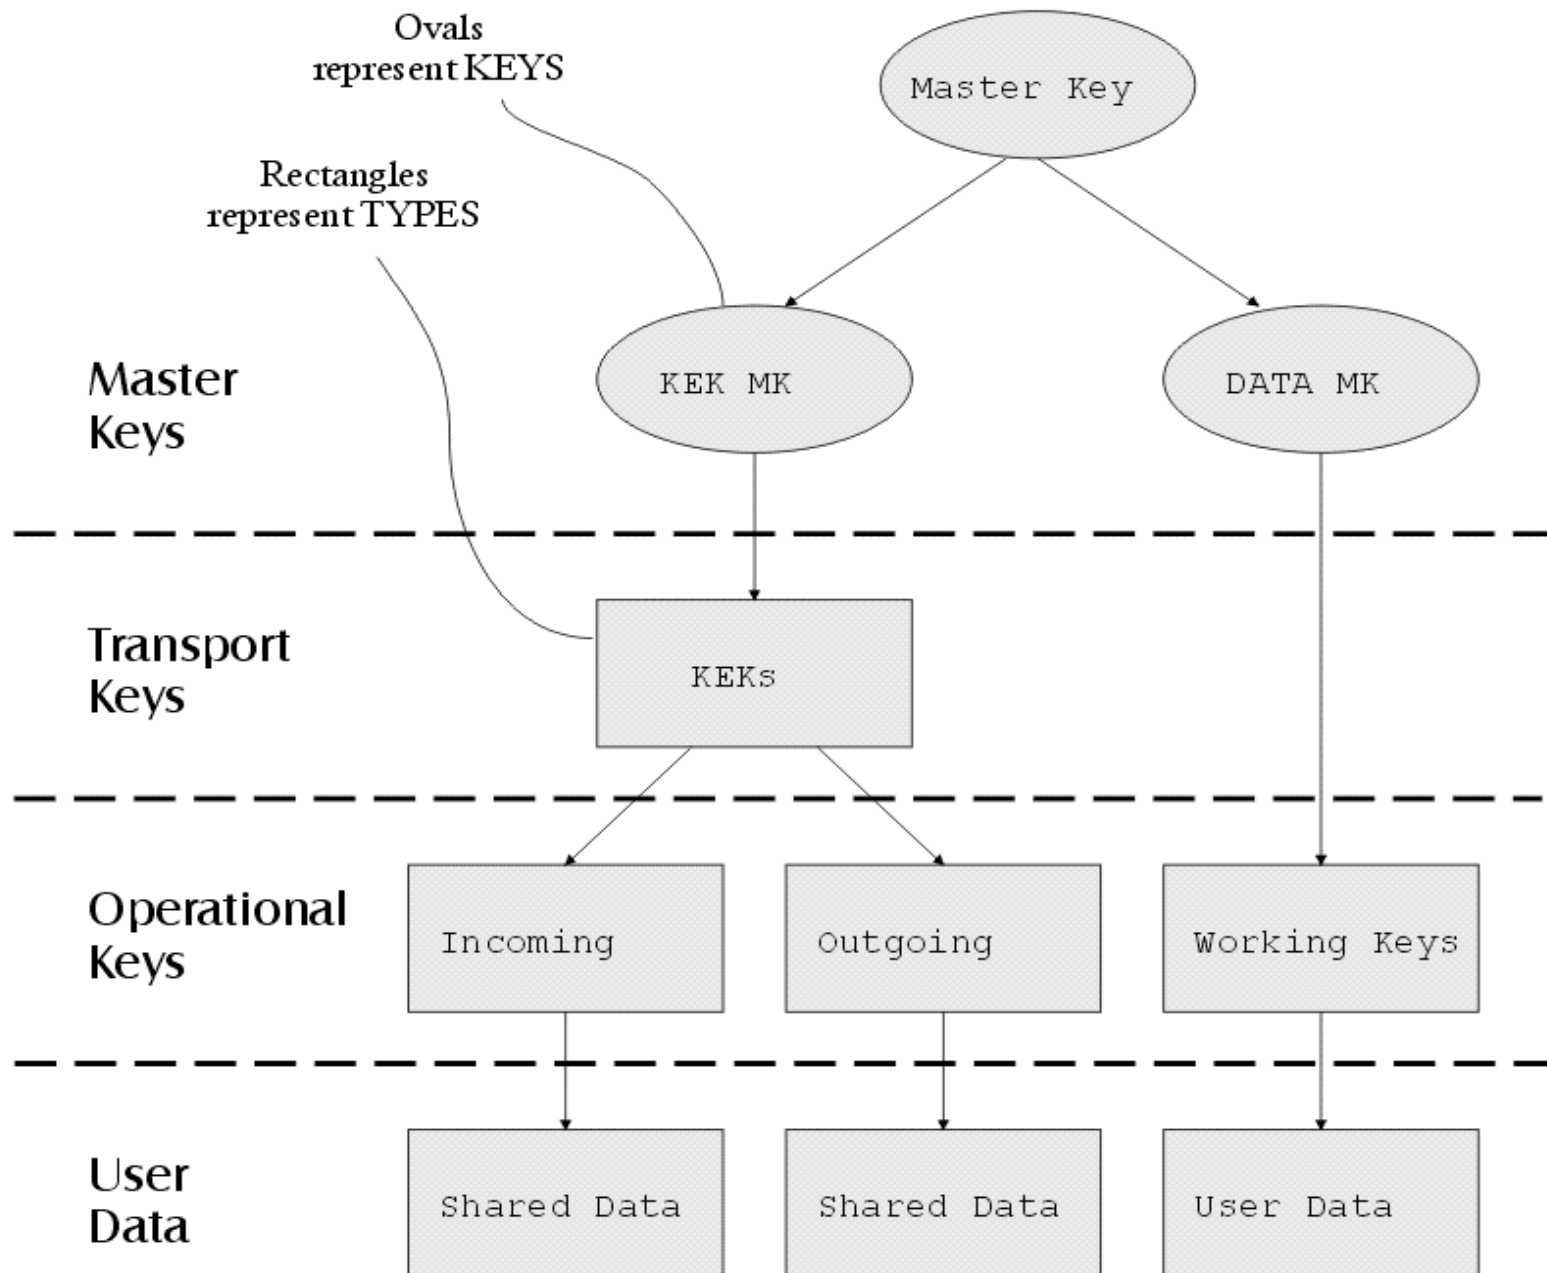 Ovals
represent KEYS
Master Key
Rectangles
represent TYPES
Master
Keys
KEK MK
DATA MK
Transport
Keys
KEKs
Operational
Keys
Incoming
Outgoing
Working Keys
User
Data
Shared Data
Shared Data
User Data